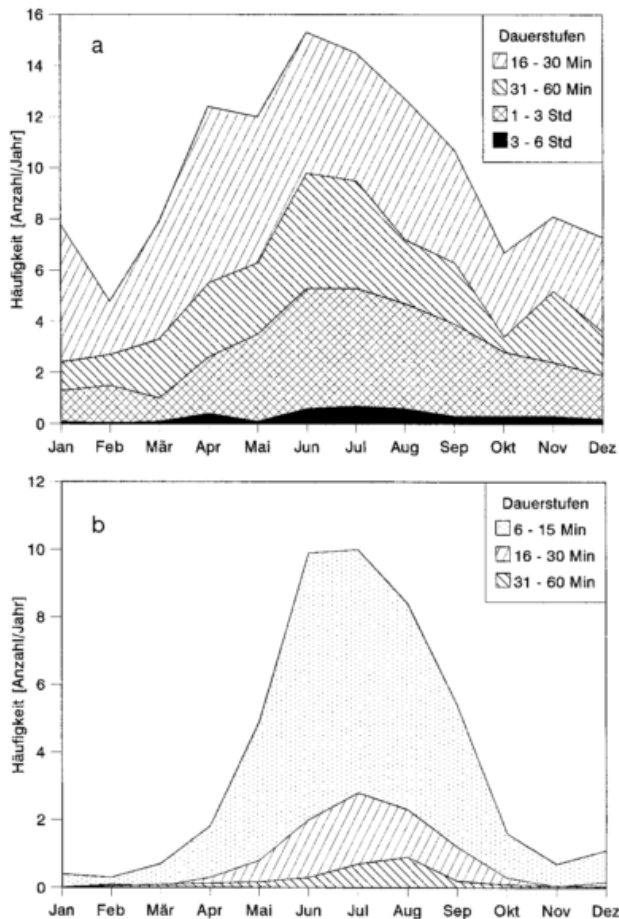 a
Dauerstufen
16 - 30 Min
31 - 60 Min
1 - 3 Std
3 - 6 Std
Häufigkeit [Anzahl/Jahr]
16
14
12
10
8
6
4
2
0
Jan Feb Mär Apr Mai Jun Jul Aug Sep Okt Nov Dez
b
Dauerstufen
6 - 15 Min
16 - 30 Min
31 - 60 Min
Häufigkeit [Anzahl/Jahr]
12
10
8
6
4
2
0
Jan Feb Mär Apr Mai Jun Jul Aug Sep Okt Nov Dez